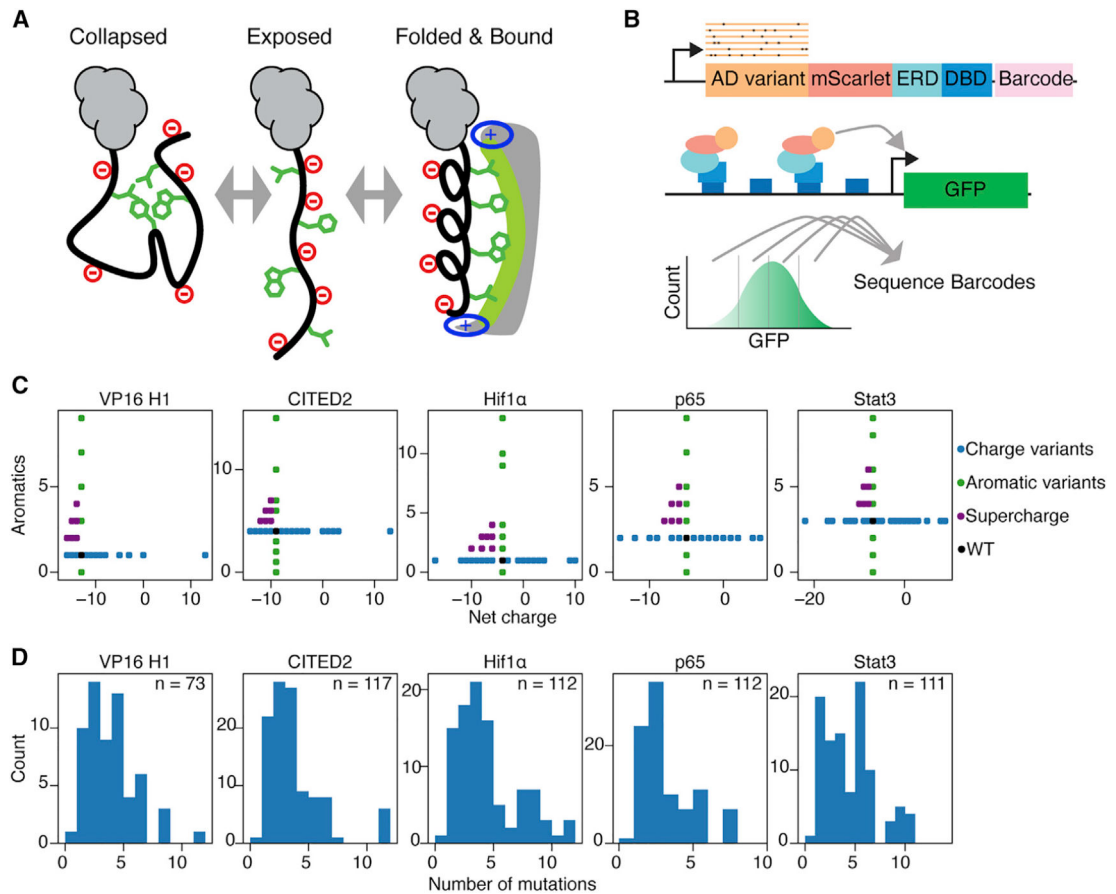 A
Collapsed
Exposed
Folded & Bound
+
+
B
AD variant mScarlet ERD DBD Barcode
GFP
Count
GFP
Sequence Barcodes
C
VP16 H1 CITED2 Hif1α p65 Stat3
Aromatics
5
0
10
0
10
0
5
0
5
0
−10 0 10
−10 0 10
−10 0 10
−10 0 10
−20 0
Net charge
Charge variants
Aromatic variants
Supercharge
WT
D
VP16 H1 CITED2 Hif1α p65 Stat3
n = 73 n = 117 n = 112 n = 112 n = 111
Count
10
0
20
10
0
20
10
0
20
0
20
10
0
0 5 10
0 5 10
0 5 10
0 5 10
0 5 10
Number of mutations